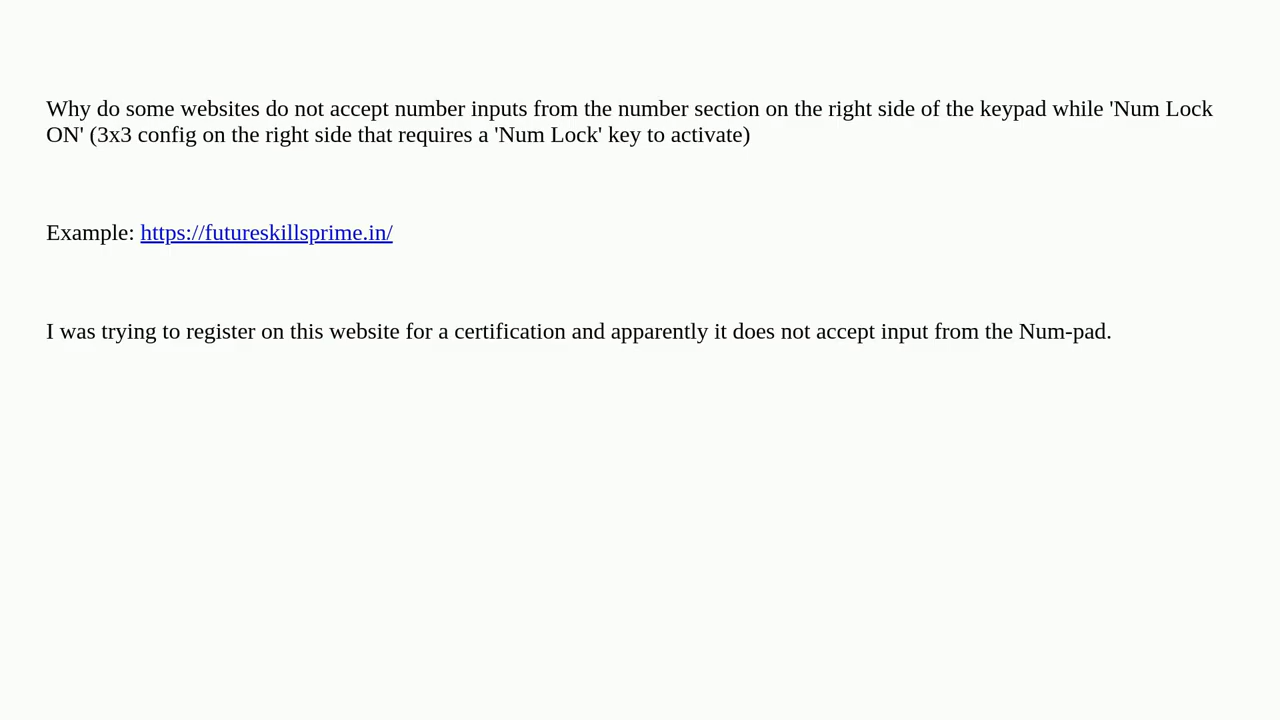 Why do some websites do not accept number inputs from the number section on the right side of the keypad while 'Num Lock
ON' (3x3 config on the right side that requires a 'Num Lock' key to activate)
Example: https://futureskillsprime.in/
I was trying to register on this website for a certification and apparently it does not accept input from the Num-pad.